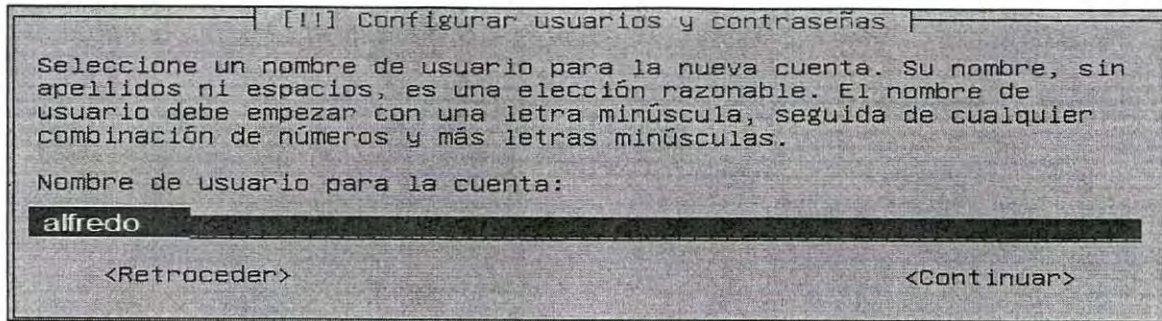 [!!] Configurar usuarios y contraseñas
Seleccione un nombre de usuario para la nueva cuenta. Su nombre, sin
apellidos ni espacios, es una elección razonable. El nombre de
usuario debe empezar con una letra minúscula, seguida de cualquier
combinación de números y más letras minúsculas.
Nombre de usuario para la cuenta:
alfredo
<Retroceder> <Continuar>